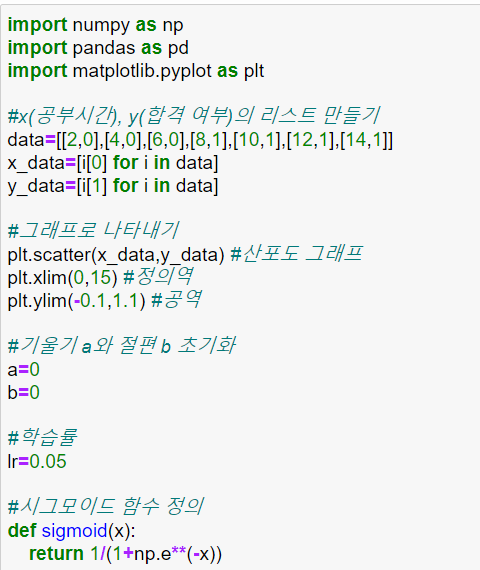 import numpy as np
import pandas as pd
import matplotlib.pyplot as plt
#x(공부시간), y(합격 여부)의 리스트 만들기
data=[[2,0],[4,0],[6,0],[8,1],[10,1],[12,1],[14,1]]
x_data=[i[0] for i in data]
y_data=[i[1] for i in data]
#그래프로 나타내기
plt.scatter(x_data,y_data) #산포도 그래프
plt.xlim(0,15) #정의역
plt.ylim(-0.1,1.1) #공역
#기울기 a와 절편 b 초기화
a=0
b=0
#학습률
lr=0.05
#시그모이드 함수 정의
def sigmoid(x):
    return 1/(1+np.e**(-x))